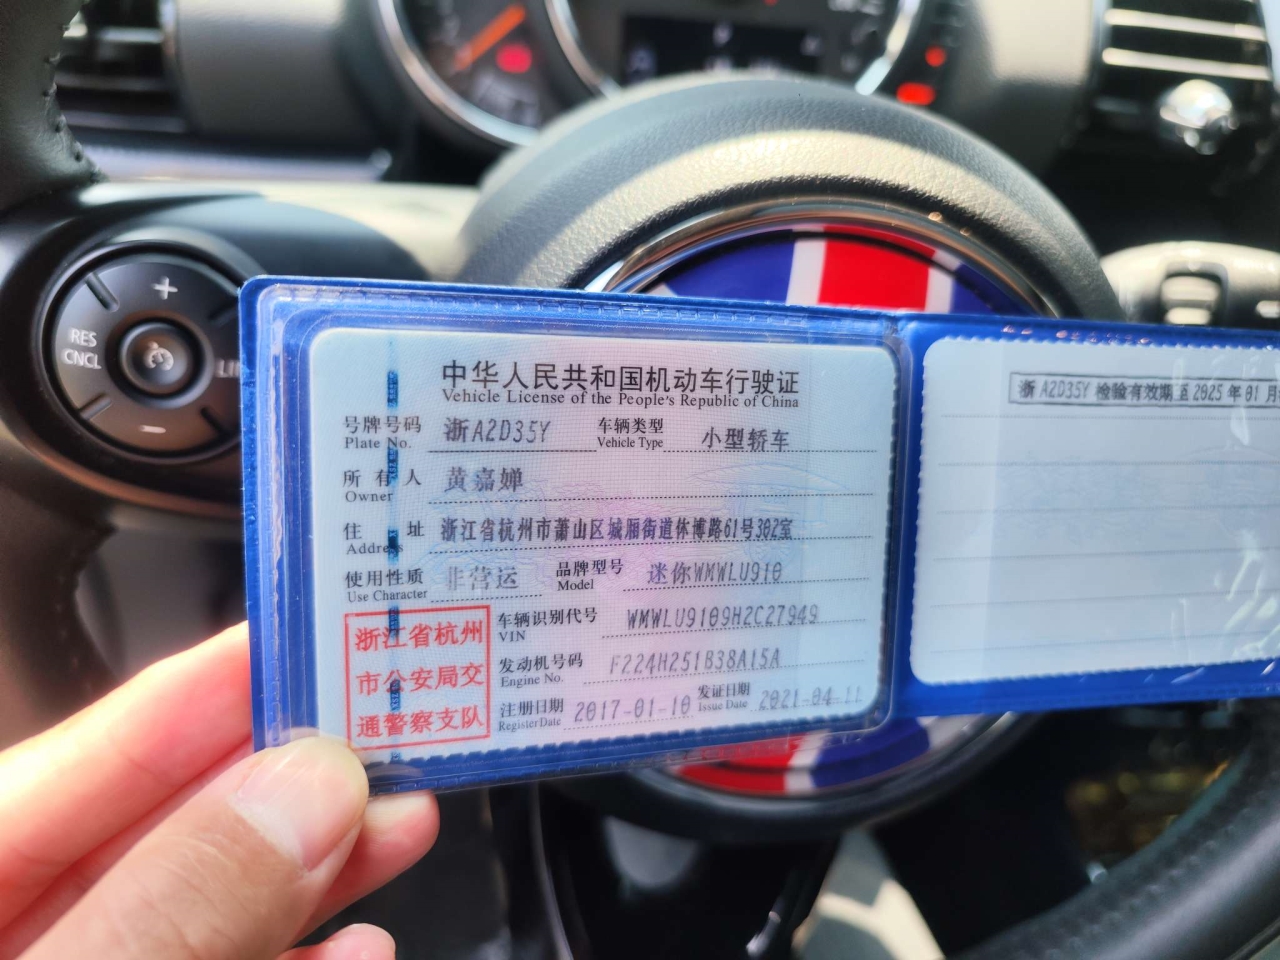 RES
CNCL
+
LI
−
中华人民共和国机动车行驶证
Vehicle License of the People's Republic of China
号牌号码 浙A2D35Y 车辆类型 小型轿车
Plate No. Vehicle Type
所有人 黄嘉婵
Owner
住址 浙江省杭州市萧山区城厢街道休博路61号302室
Address
使用性质 非营运 品牌型号 迷你WMWLU910
Use Character Model
车辆识别代号 WMWLU9109H2C27949
VIN
发动机号码 F224H251B38A15A
Engine No.
注册日期 2017-01-10 发证日期 2021-04-11
Register Date Issue Date
浙江省杭州
市公安局交
通警察支队
浙A2D35Y 检验有效期至2025年01月